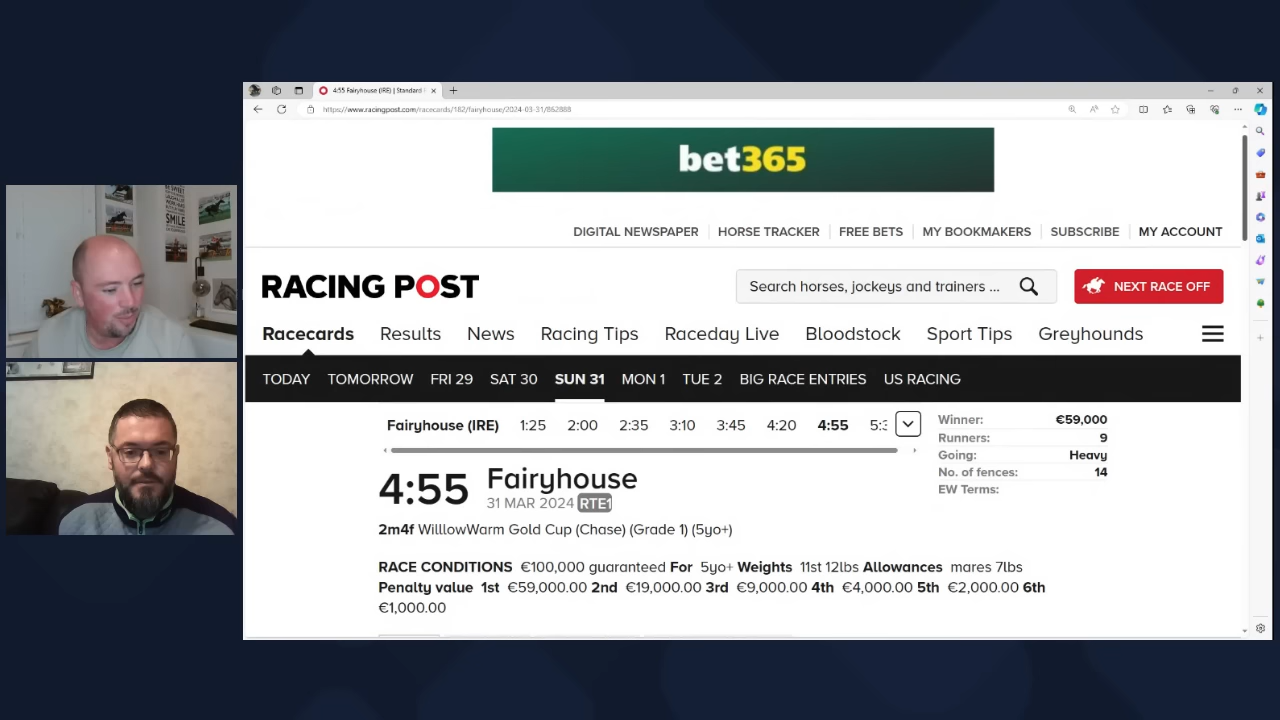 4:55 Fairyhouse (IRE) | Standard
https://www.racingpost.com/racecards/182/fairyhouse/2024-03-31/862888
bet365
DIGITAL NEWSPAPER HORSE TRACKER FREE BETS MY BOOKMAKERS SUBSCRIBE MY ACCOUNT
SMILE
RACING POST
Search horses, jockeys and trainers ...
NEXT RACE OFF
Racecards Results News Racing Tips Raceday Live Bloodstock Sport Tips Greyhounds
TODAY TOMORROW FRI 29 SAT 30 SUN 31 MON 1 TUE 2 BIG RACE ENTRIES US RACING
Fairyhouse (IRE) 1:25 2:00 2:35 3:10 3:45 4:20 4:55
Winner: €59,000
Runners: 9
Going: Heavy
No. of fences: 14
EW Terms:
4:55 Fairyhouse
31 MAR 2024 RTE1
2m4f WilllowWarm Gold Cup (Chase) (Grade 1) (5yo+)
RACE CONDITIONS €100,000 guaranteed For 5yo+ Weights 11st 12lbs Allowances mares 7lbs
Penalty value 1st €59,000.00 2nd €19,000.00 3rd €9,000.00 4th €4,000.00 5th €2,000.00 6th
€1,000.00